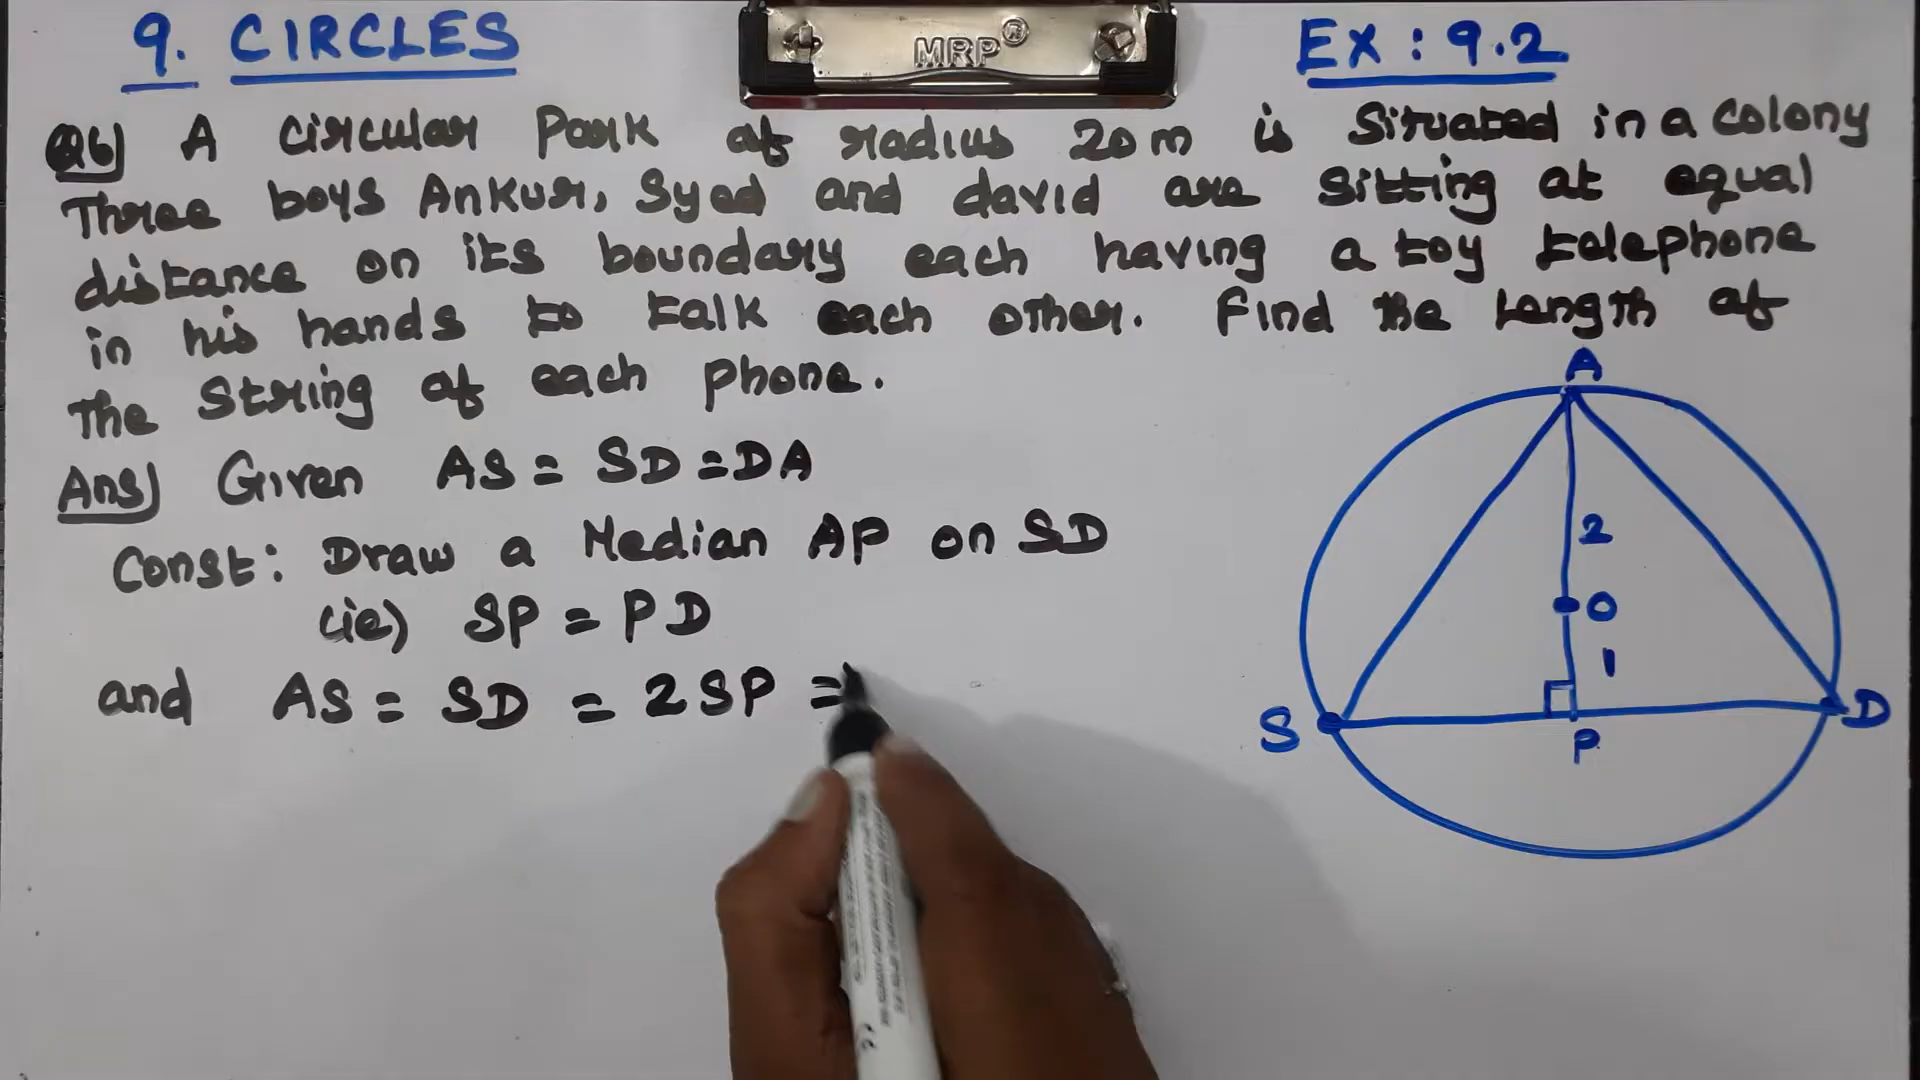 9. CIRCLES
MRP®
EX : 9.2
Q6) A Circular Park of radius 20m is Situated in a colony
Three boys Ankur, Syed and david are sitting at equal
distance on its boundary each having a toy telephone
in his hands to talk each other. Find the Length of
The String of each phone.
Ans) Given AS = SD = DA
Const: Draw a Median AP on SD
(ie) SP = PD
and AS = SD = 2SP =
A
2
O
1
S
P
D